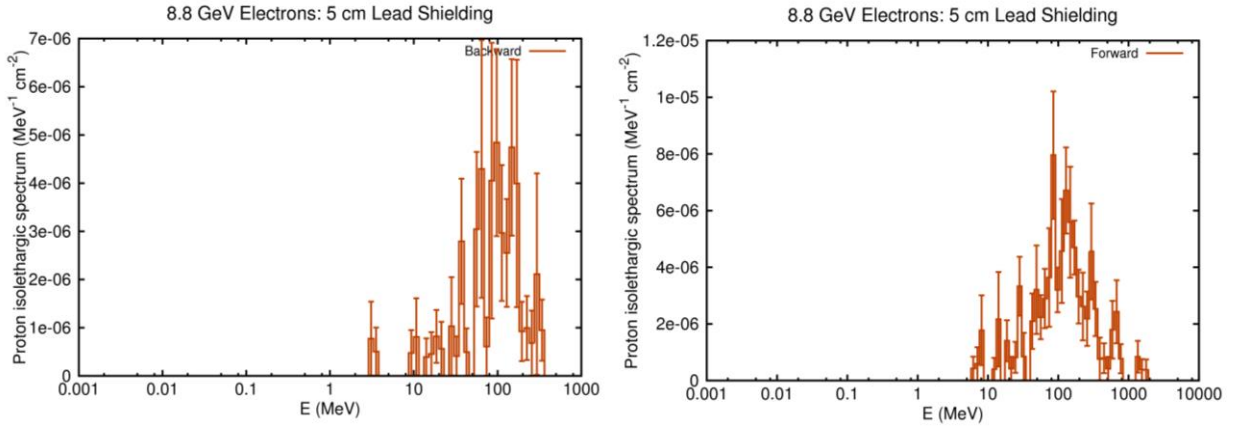 8.8 GeV Electrons: 5 cm Lead Shielding
Proton isolethargic spectrum (MeV⁻¹ cm⁻²)
7e-06
6e-06
5e-06
4e-06
3e-06
2e-06
1e-06
0
Backward
0.001 0.01 0.1 1 10 100 1000
E (MeV)
8.8 GeV Electrons: 5 cm Lead Shielding
Proton isolethargic spectrum (MeV⁻¹ cm⁻²)
1.2e-05
1e-05
8e-06
6e-06
4e-06
2e-06
0
Forward
0.001 0.01 0.1 1 10 100 1000 10000
E (MeV)